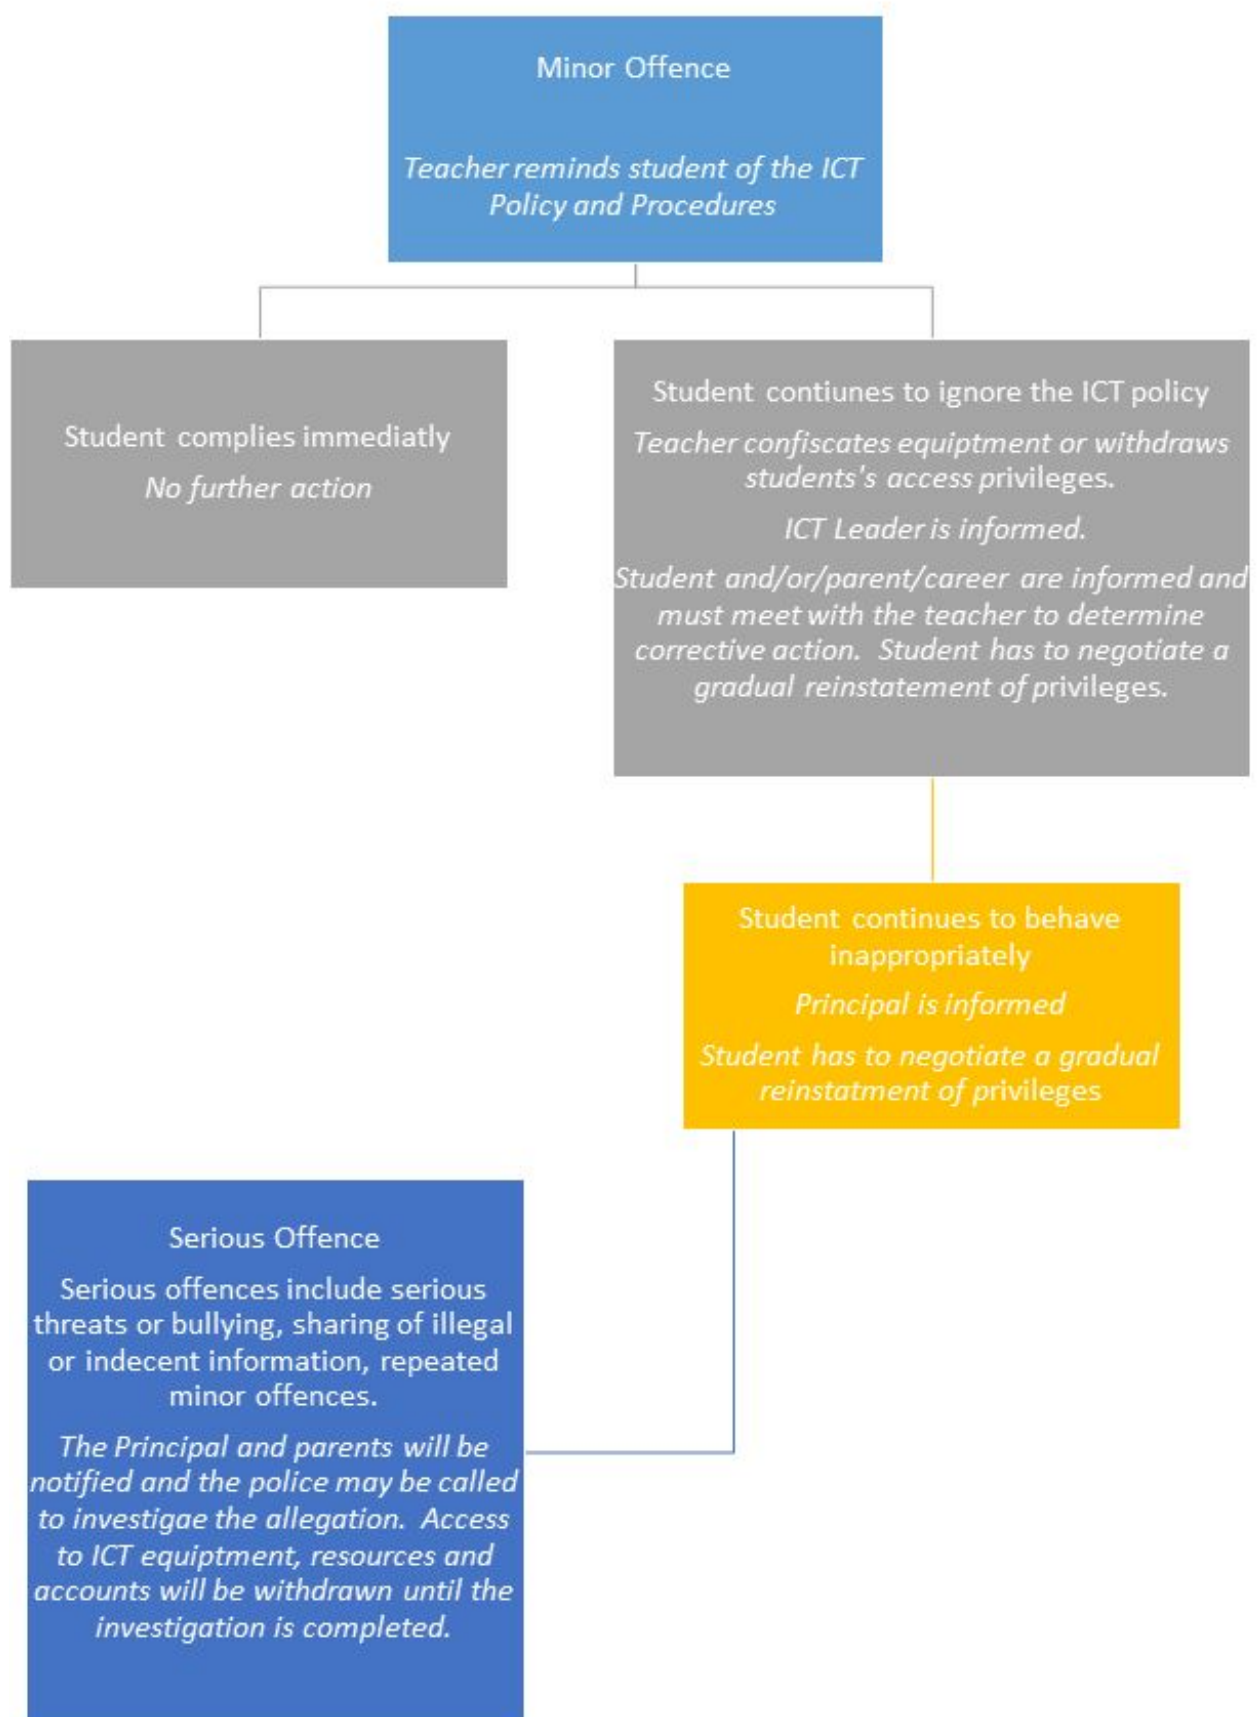 Minor Offence
Teacher reminds student of the ICT
Policy and Procedures
Student complies immediatly
No further action
Student contiunes to ignore the ICT policy
Teacher confiscates equiptment or withdraws
students's access privileges.
ICT Leader is informed.
Student and/or/parent/career are informed and
must meet with the teacher to determine
corrective action. Student has to negotiate a
gradual reinstatement of privileges.
Student continues to behave
inappropriately
Principal is informed
Student has to negotiate a gradual
reinstatment of privileges
Serious Offence
Serious offences include serious
threats or bullying, sharing of illegal
or indecent information, repeated
minor offences.
The Principal and parents will be
notified and the police may be called
to investigae the allegation. Access
to ICT equiptment, resources and
accounts will be withdrawn until the
investigation is completed.